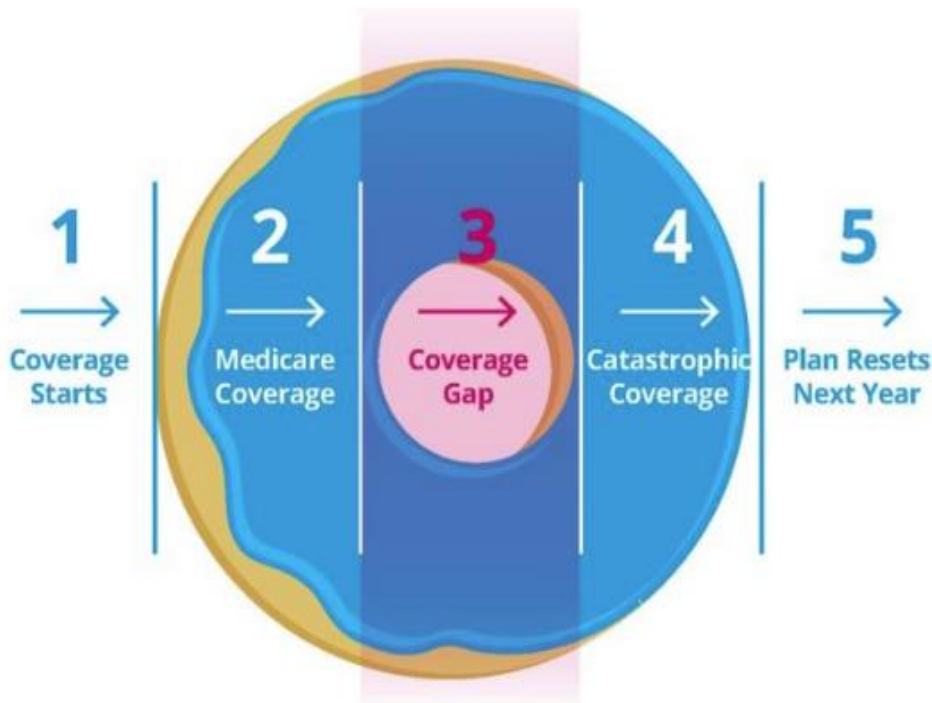 1
Coverage
Starts
2
Medicare
Coverage
3
Coverage
Gap
4
Catastrophic
Coverage
5
Plan Resets
Next Year